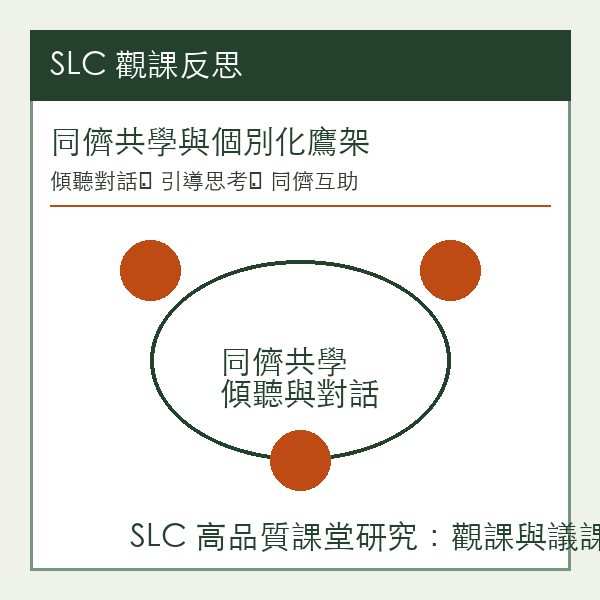 SLC 觀課反思
同儕共學與個別化鷹架
傾聽對話 引導思考 同儕互助
同儕共學
傾聽與對話
SLC 高品質課堂研究：觀課與議課